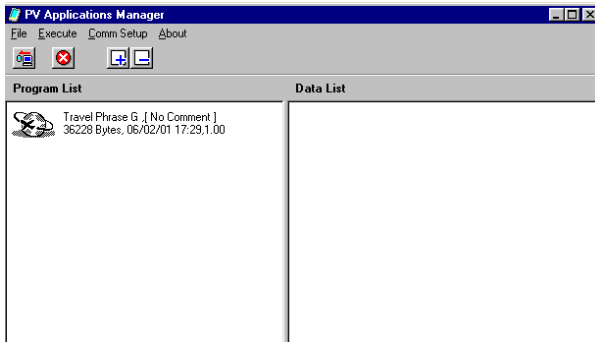 PV Applications Manager
File Execute Comm Setup About
Program List Data List
Travel Phrase G ,[ No Comment ]
36228 Bytes, 06/02/01 17:29,1.00